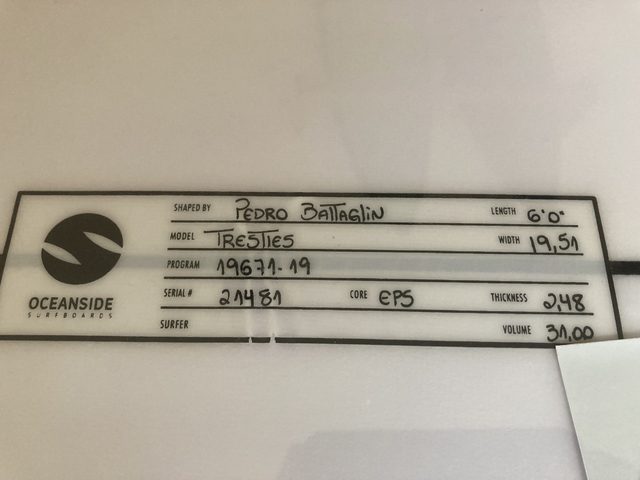 SHAPED BY PEDRO BATTAGLIN LENGTH 6'0"
MODEL TRESTIES WIDTH 19,51
PROGRAM 19671-19
SERIAL # 21481 CORE EPS THICKNESS 2,48
SURFER VOLUME 31,00
OCEANSIDE
SURFBOARDS